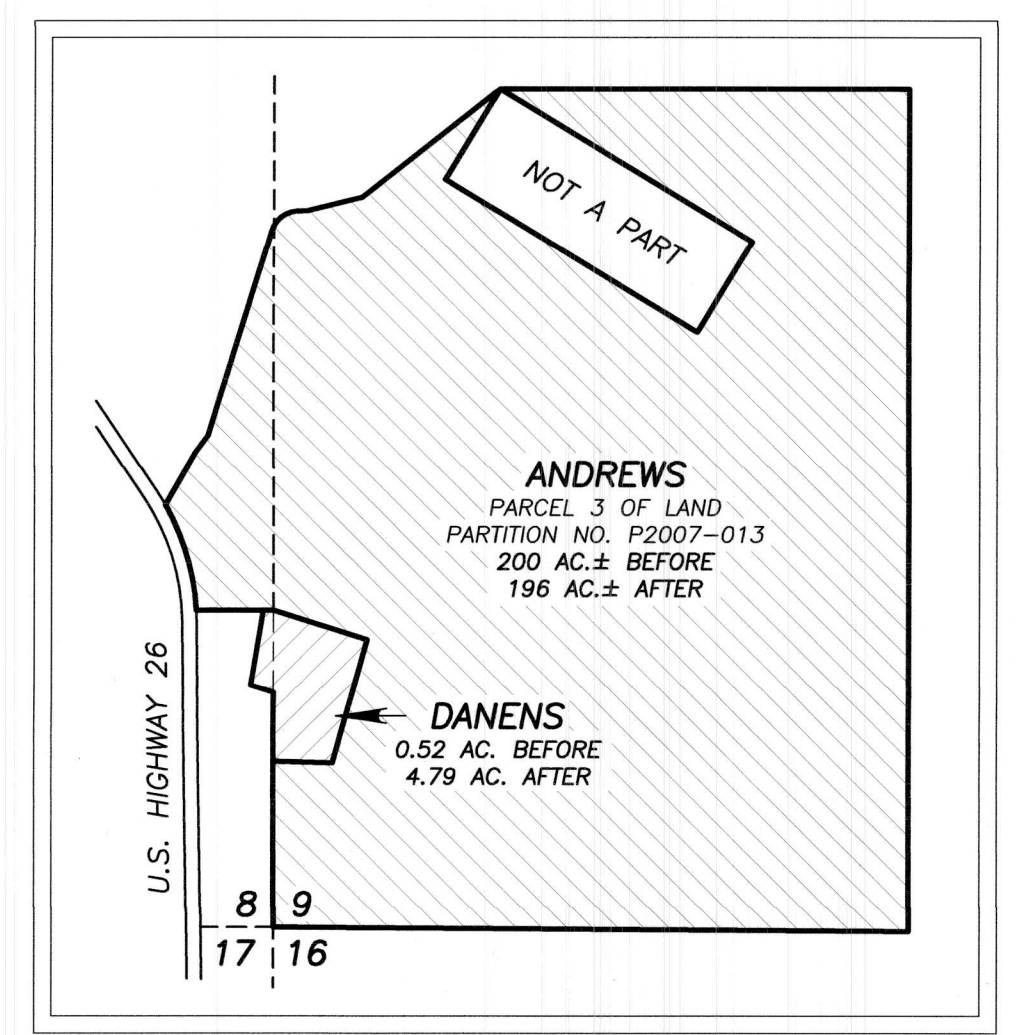 NOT A PART
ANDREWS
PARCEL 3 OF LAND
PARTITION NO. P2007-013
200 AC.± BEFORE
196 AC.± AFTER
U.S. HIGHWAY 26
DANENS
0.52 AC. BEFORE
4.79 AC. AFTER
8 9
17 16